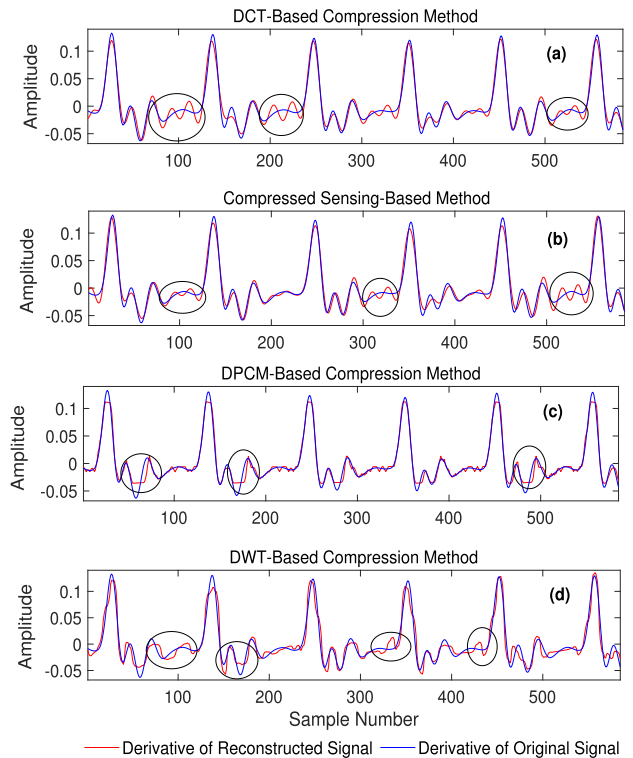 DCT-Based Compression Method
(a)
Amplitude
0.1
0.05
0
-0.05
100 200 300 400 500
Compressed Sensing-Based Method
(b)
Amplitude
0.1
0.05
0
-0.05
100 200 300 400 500
DPCM-Based Compression Method
(c)
Amplitude
0.1
0.05
0
-0.05
100 200 300 400 500
DWT-Based Compression Method
(d)
Amplitude
0.1
0.05
0
-0.05
100 200 300 400 500
Sample Number
Derivative of Reconstructed Signal Derivative of Original Signal